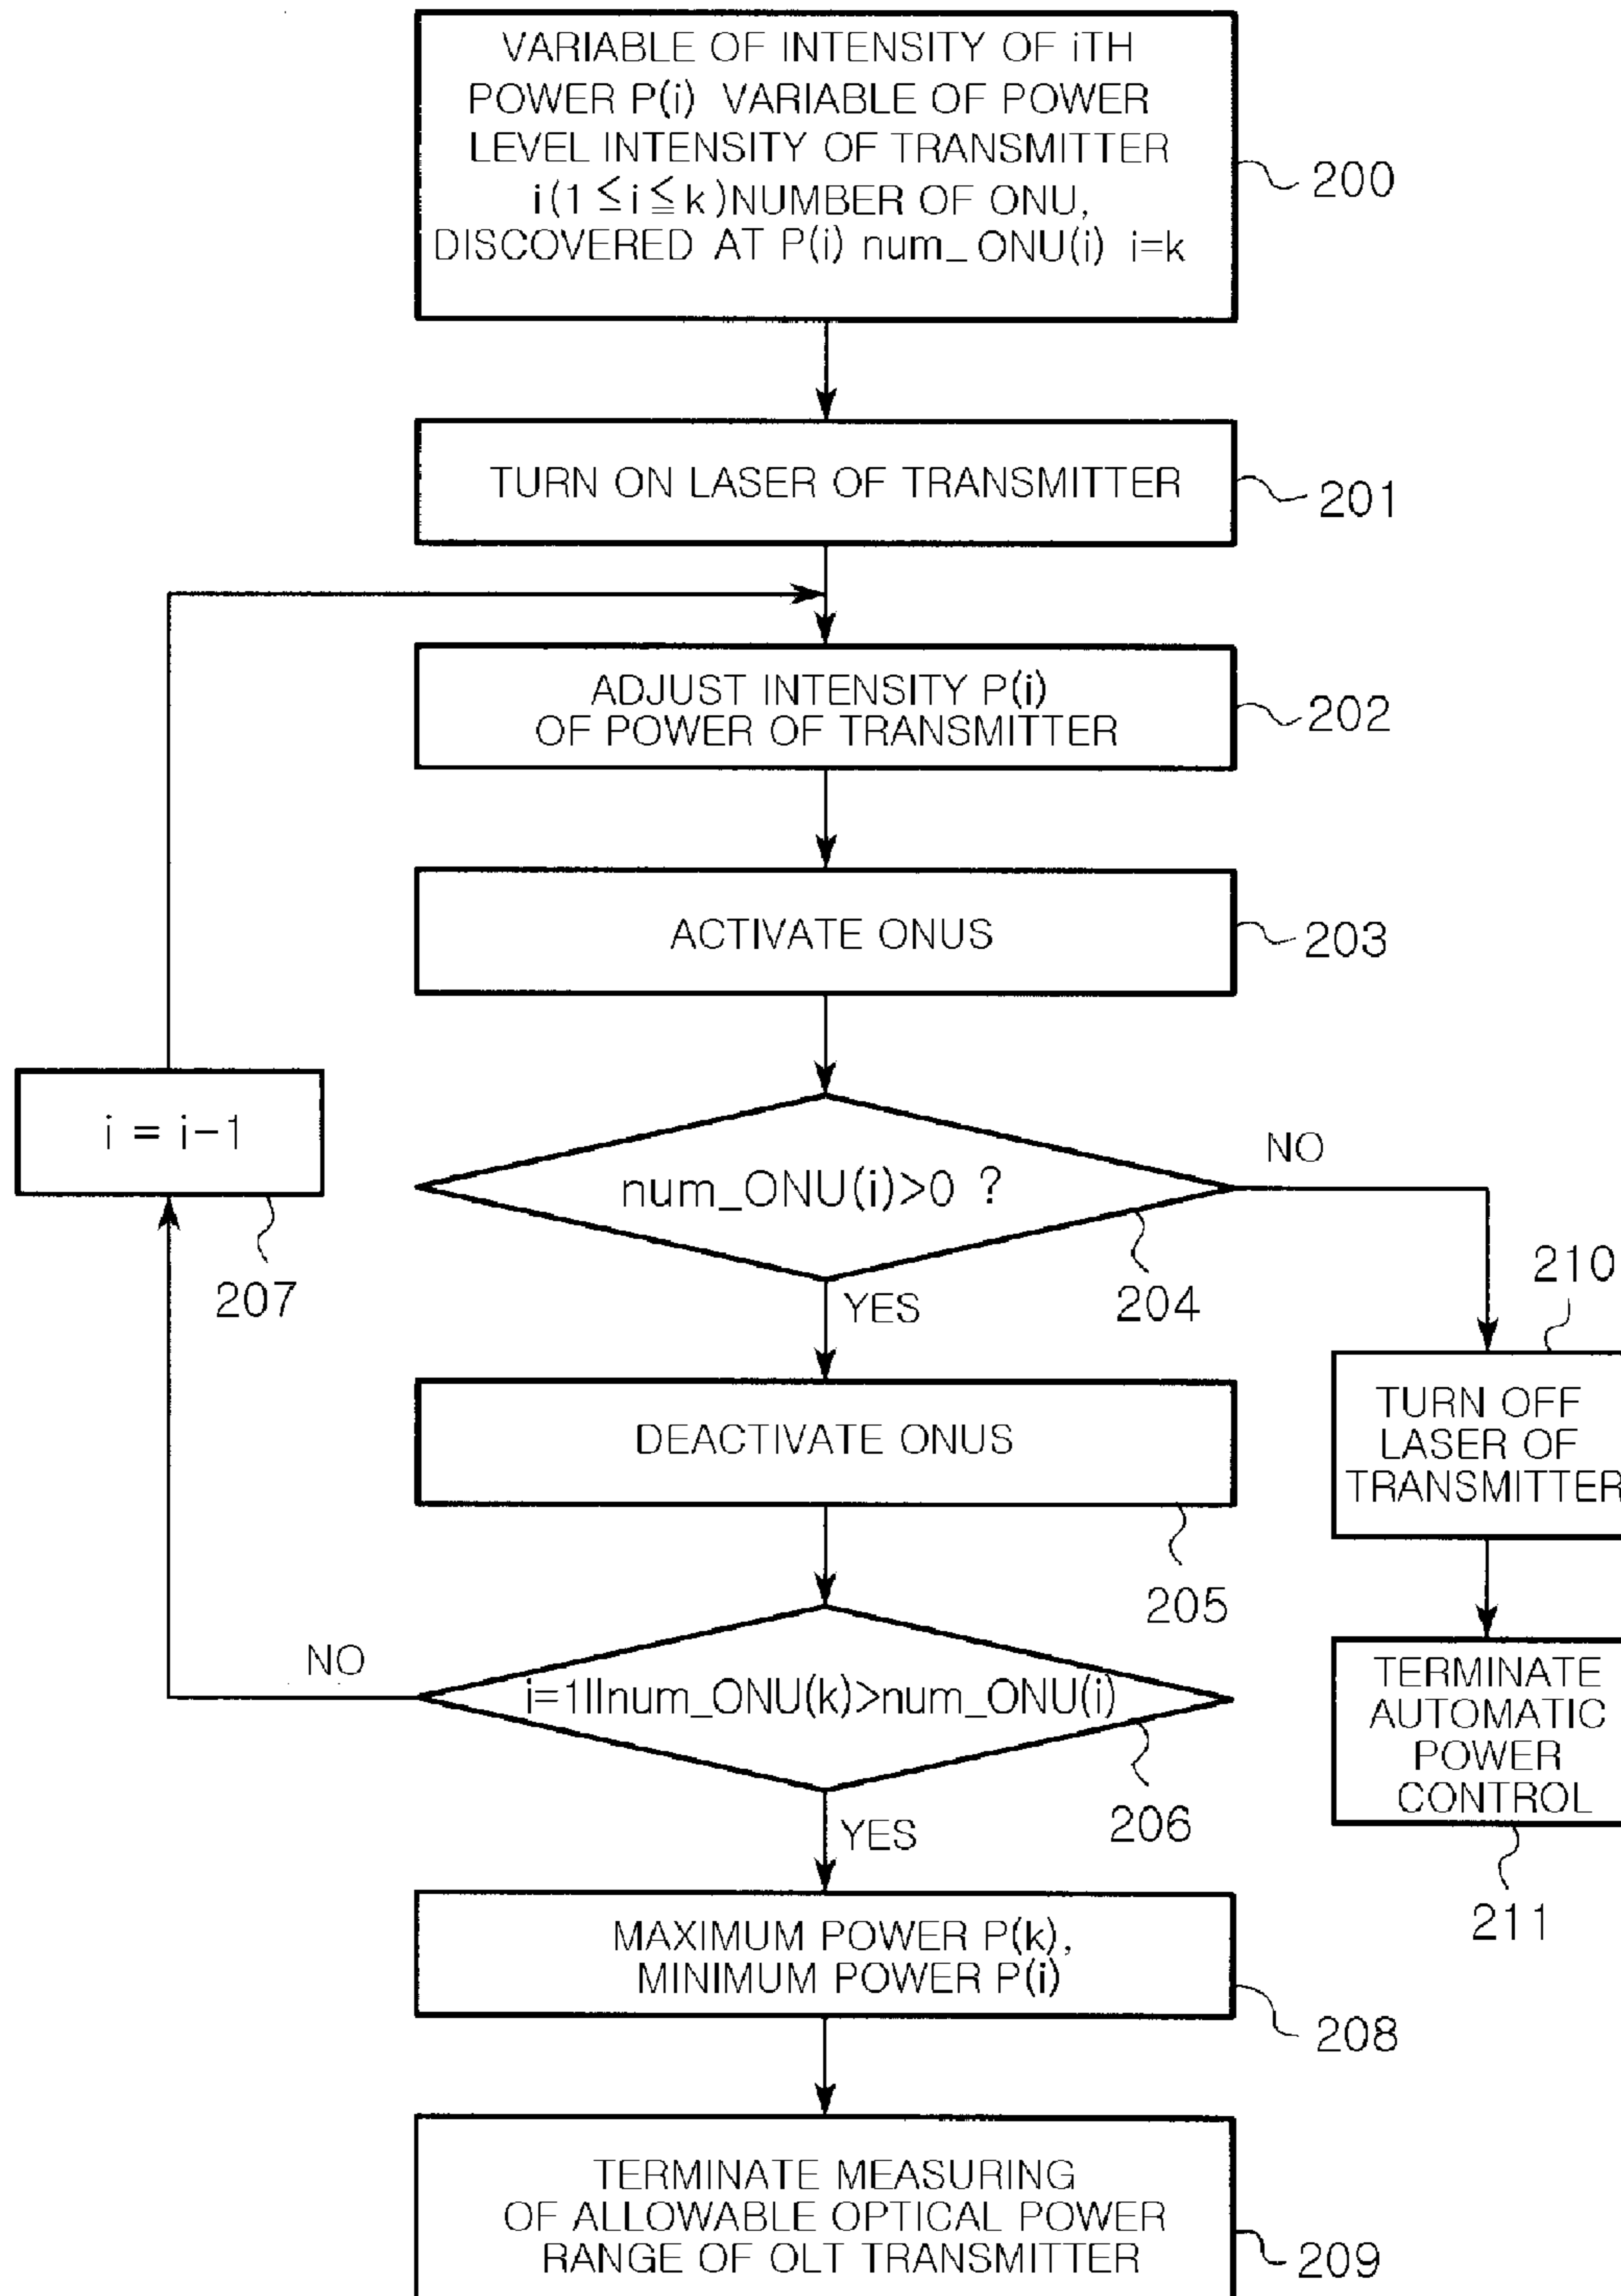 VARIABLE OF INTENSITY OF iTH
POWER P(i) VARIABLE OF POWER
LEVEL INTENSITY OF TRANSMITTER
i(1≦i≦k)NUMBER OF ONU,
DISCOVERED AT P(i) num_ONU(i) i=k
200
TURN ON LASER OF TRANSMITTER
201
ADJUST INTENSITY P(i)
OF POWER OF TRANSMITTER
202
ACTIVATE ONUS
203
i = i-1
207
num_ONU(i)>0 ?
NO
204
YES
210
TURN OFF
LASER OF
TRANSMITTER
DEACTIVATE ONUS
205
NO
i=1||num_ONU(k)>num_ONU(i)
206
YES
TERMINATE
AUTOMATIC
POWER
CONTROL
211
MAXIMUM POWER P(k),
MINIMUM POWER P(i)
208
TERMINATE MEASURING
OF ALLOWABLE OPTICAL POWER
RANGE OF OLT TRANSMITTER
209